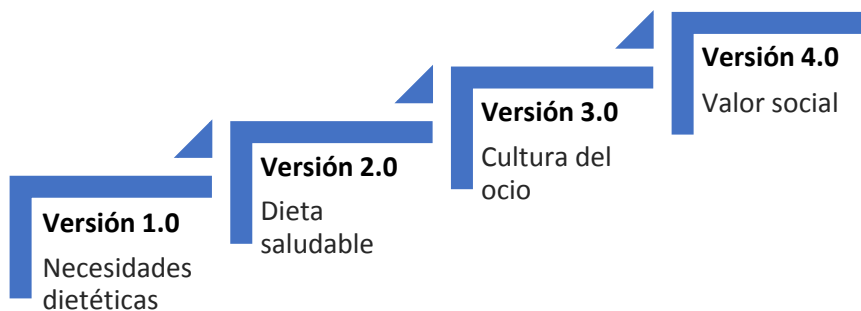 Versión 1.0
Necesidades
dietéticas
Versión 2.0
Dieta
saludable
Versión 3.0
Cultura del
ocio
Versión 4.0
Valor social